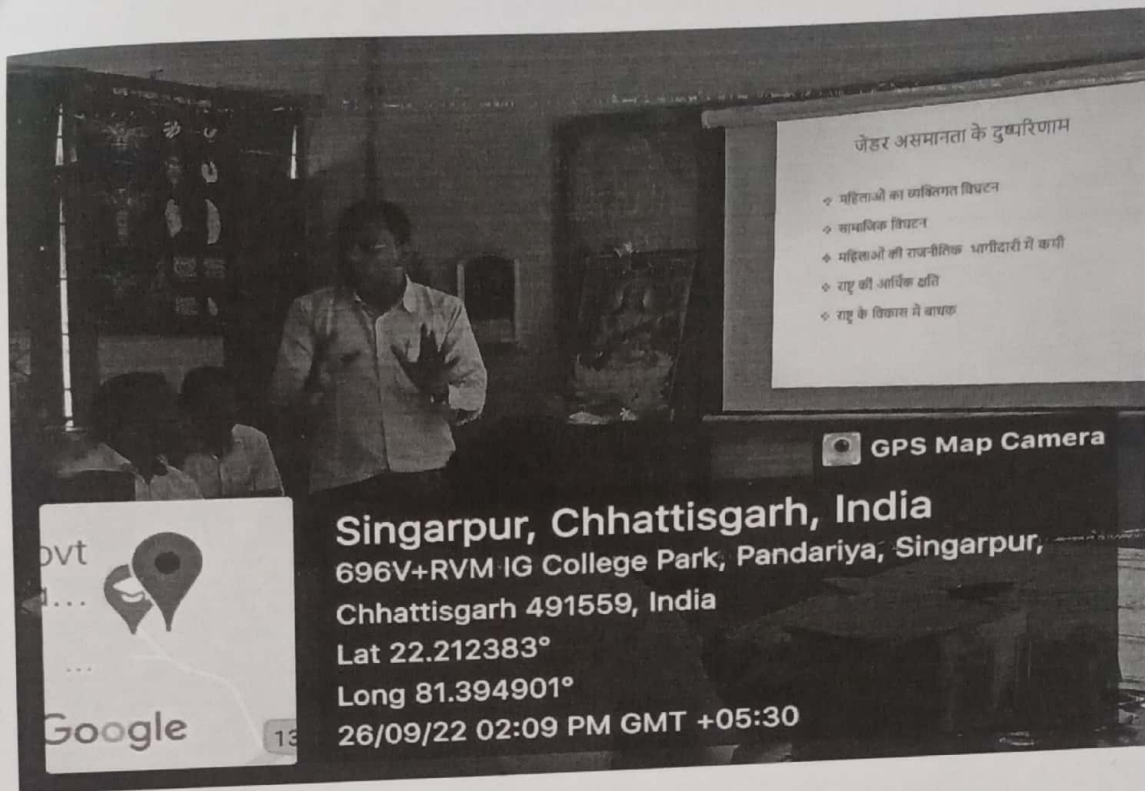 जेंडर असमानता के दुष्परिणाम
❖ महिलाओं का व्यक्तिगत विघटन
❖ सामाजिक विघटन
❖ महिलाओं की राजनीतिक भागीदारी में कमी
❖ राष्ट्र की आर्थिक क्षति
❖ राष्ट्र के विकास में बाधक
GPS Map Camera
Singarpur, Chhattisgarh, India
696V+RVM IG College Park, Pandariya, Singarpur,
Chhattisgarh 491559, India
Lat 22.212383°
Long 81.394901°
26/09/22 02:09 PM GMT +05:30
ovt
Google
13